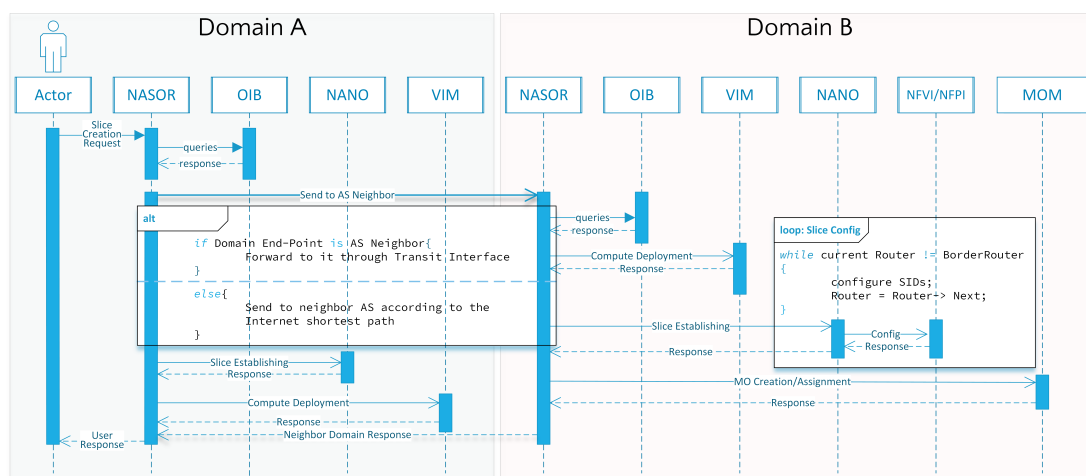 Domain A
Domain B
Actor
NASOR
OIB
NANO
VIM
NASOR
OIB
VIM
NANO
NFVI/NFPI
MOM
Slice
Creation
Request
queries
response
Send to AS Neighbor
alt
if Domain End-Point is AS Neighbor{
Forward to it through Transit Interface
}
else{
Send to neighbor AS according to the
Internet shortest path
}
queries
response
Compute Deployment
Response
loop: Slice Config
while current Router != BorderRouter
{
configure SIDs;
Router = Router-> Next;
}
Slice Establishing
Config
Response
Response
Slice Establishing
Response
MO Creation/Assignment
Response
Compute Deployment
Response
Neighbor Domain Response
User
Response